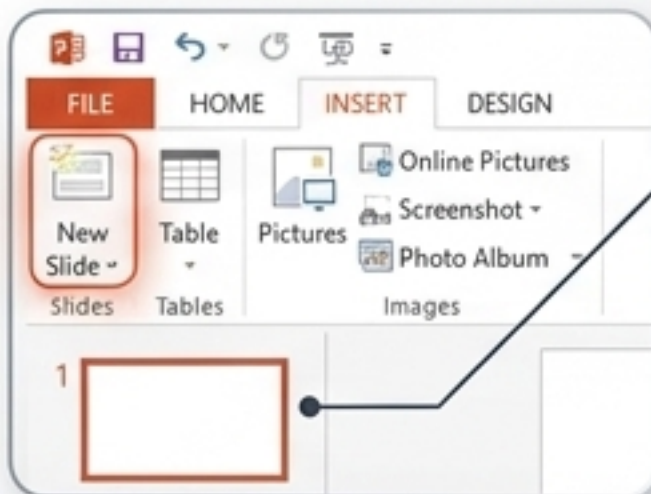 FILE HOME INSERT DESIGN
New Slide
Table
Pictures
Online Pictures
Screenshot
Photo Album
Slides Tables Images
1